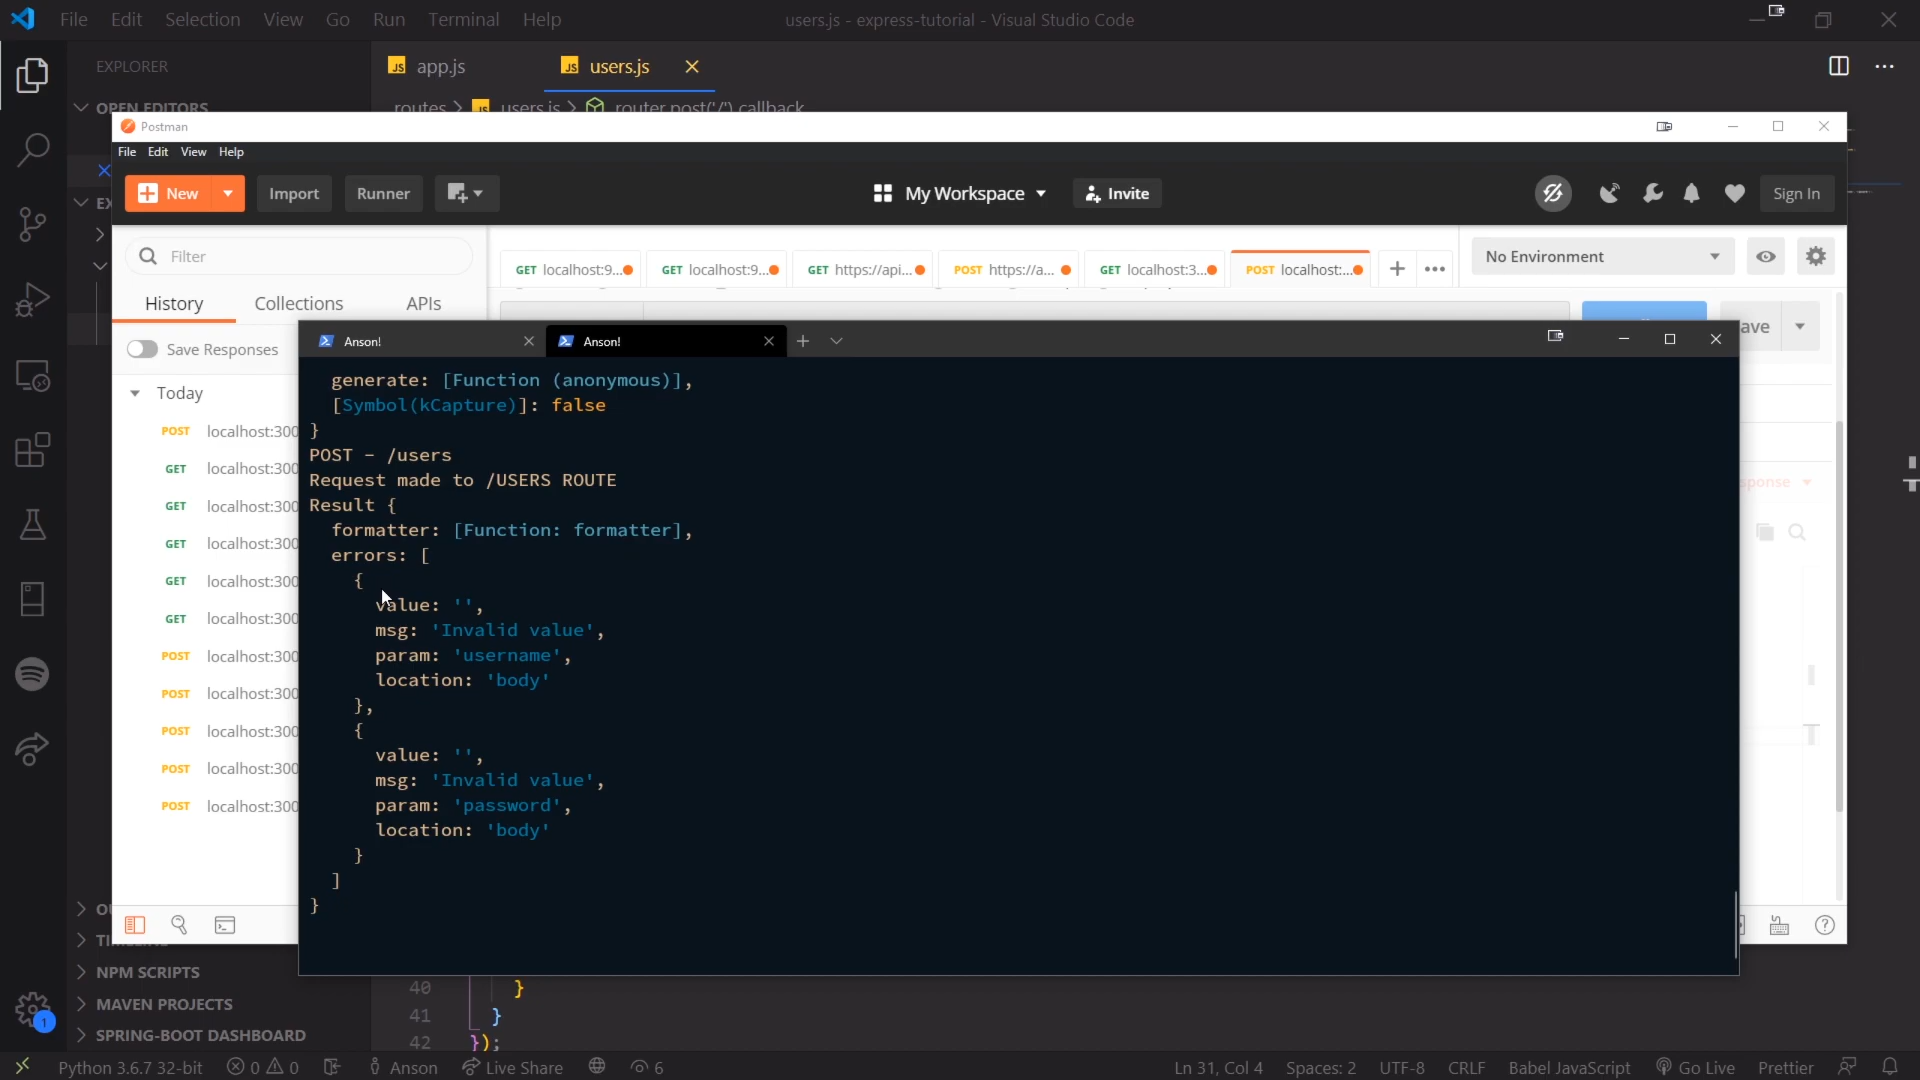 File Edit Selection View Go Run Terminal Help
users.js - express-tutorial - Visual Studio Code
EXPLORER
app.js
users.js
OPEN EDITORS
routes > users.js > router.post('/') callback
Postman
File Edit View Help
New
Import
Runner
My Workspace
Invite
Sign In
Filter
GET localhost:9...
GET localhost:9...
GET https://api...
POST https://a...
GET localhost:3...
POST localhost:...
No Environment
History
Collections
APIs
Save Responses
Anson!
Anson!
Today
POST localhost:300
GET localhost:300
GET localhost:300
GET localhost:300
GET localhost:300
GET localhost:300
POST localhost:300
POST localhost:300
POST localhost:300
POST localhost:300
POST localhost:300
generate: [Function (anonymous)],
[Symbol(kCapture)]: false
}
POST - /users
Request made to /USERS ROUTE
Result {
formatter: [Function: formatter],
errors: [
{
value: '',
msg: 'Invalid value',
param: 'username',
location: 'body'
},
{
value: '',
msg: 'Invalid value',
param: 'password',
location: 'body'
}
]
}
NPM SCRIPTS
MAVEN PROJECTS
SPRING-BOOT DASHBOARD
40 }
41 }
42 });
1
Python 3.6.7 32-bit
0 0
Anson
Live Share
6
Ln 31, Col 4
Spaces: 2
UTF-8
CRLF
Babel JavaScript
Go Live
Prettier